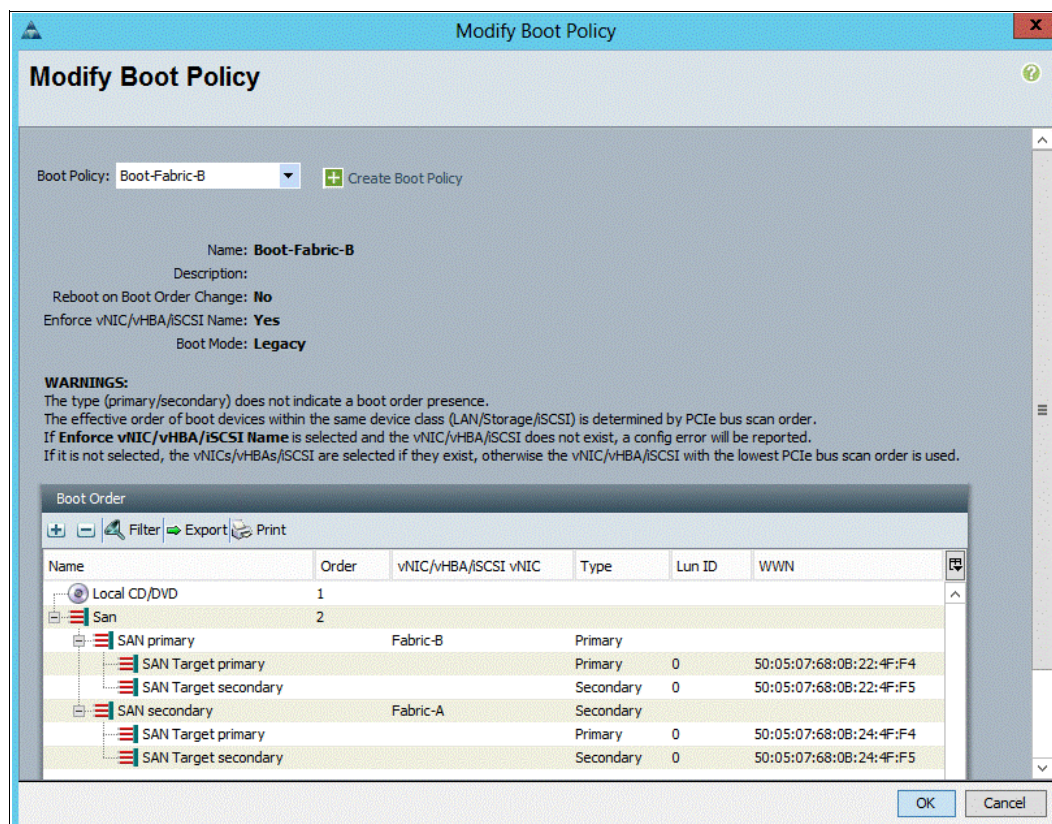 Modify Boot Policy
x
Modify Boot Policy
?
Boot Policy: Boot-Fabric-B
+ Create Boot Policy
Name: Boot-Fabric-B
Description:
Reboot on Boot Order Change: No
Enforce vNIC/vHBA/iSCSI Name: Yes
Boot Mode: Legacy
WARNINGS:
The type (primary/secondary) does not indicate a boot order presence.
The effective order of boot devices within the same device class (LAN/Storage/iSCSI) is determined by PCIe bus scan order.
If Enforce vNIC/vHBA/iSCSI Name is selected and the vNIC/vHBA/iSCSI does not exist, a config error will be reported.
If it is not selected, the vNICs/vHBAs/iSCSI are selected if they exist, otherwise the vNIC/vHBA/iSCSI with the lowest PCIe bus scan order is used.
Boot Order
Filter Export Print
Name Order vNIC/vHBA/iSCSI vNIC Type Lun ID WWN
Local CD/DVD 1
San 2
SAN primary Fabric-B Primary
SAN Target primary Primary 0 50:05:07:68:0B:22:4F:F4
SAN Target secondary Secondary 0 50:05:07:68:0B:22:4F:F5
SAN secondary Fabric-A Secondary
SAN Target primary Primary 0 50:05:07:68:0B:24:4F:F4
SAN Target secondary Secondary 0 50:05:07:68:0B:24:4F:F5
OK Cancel